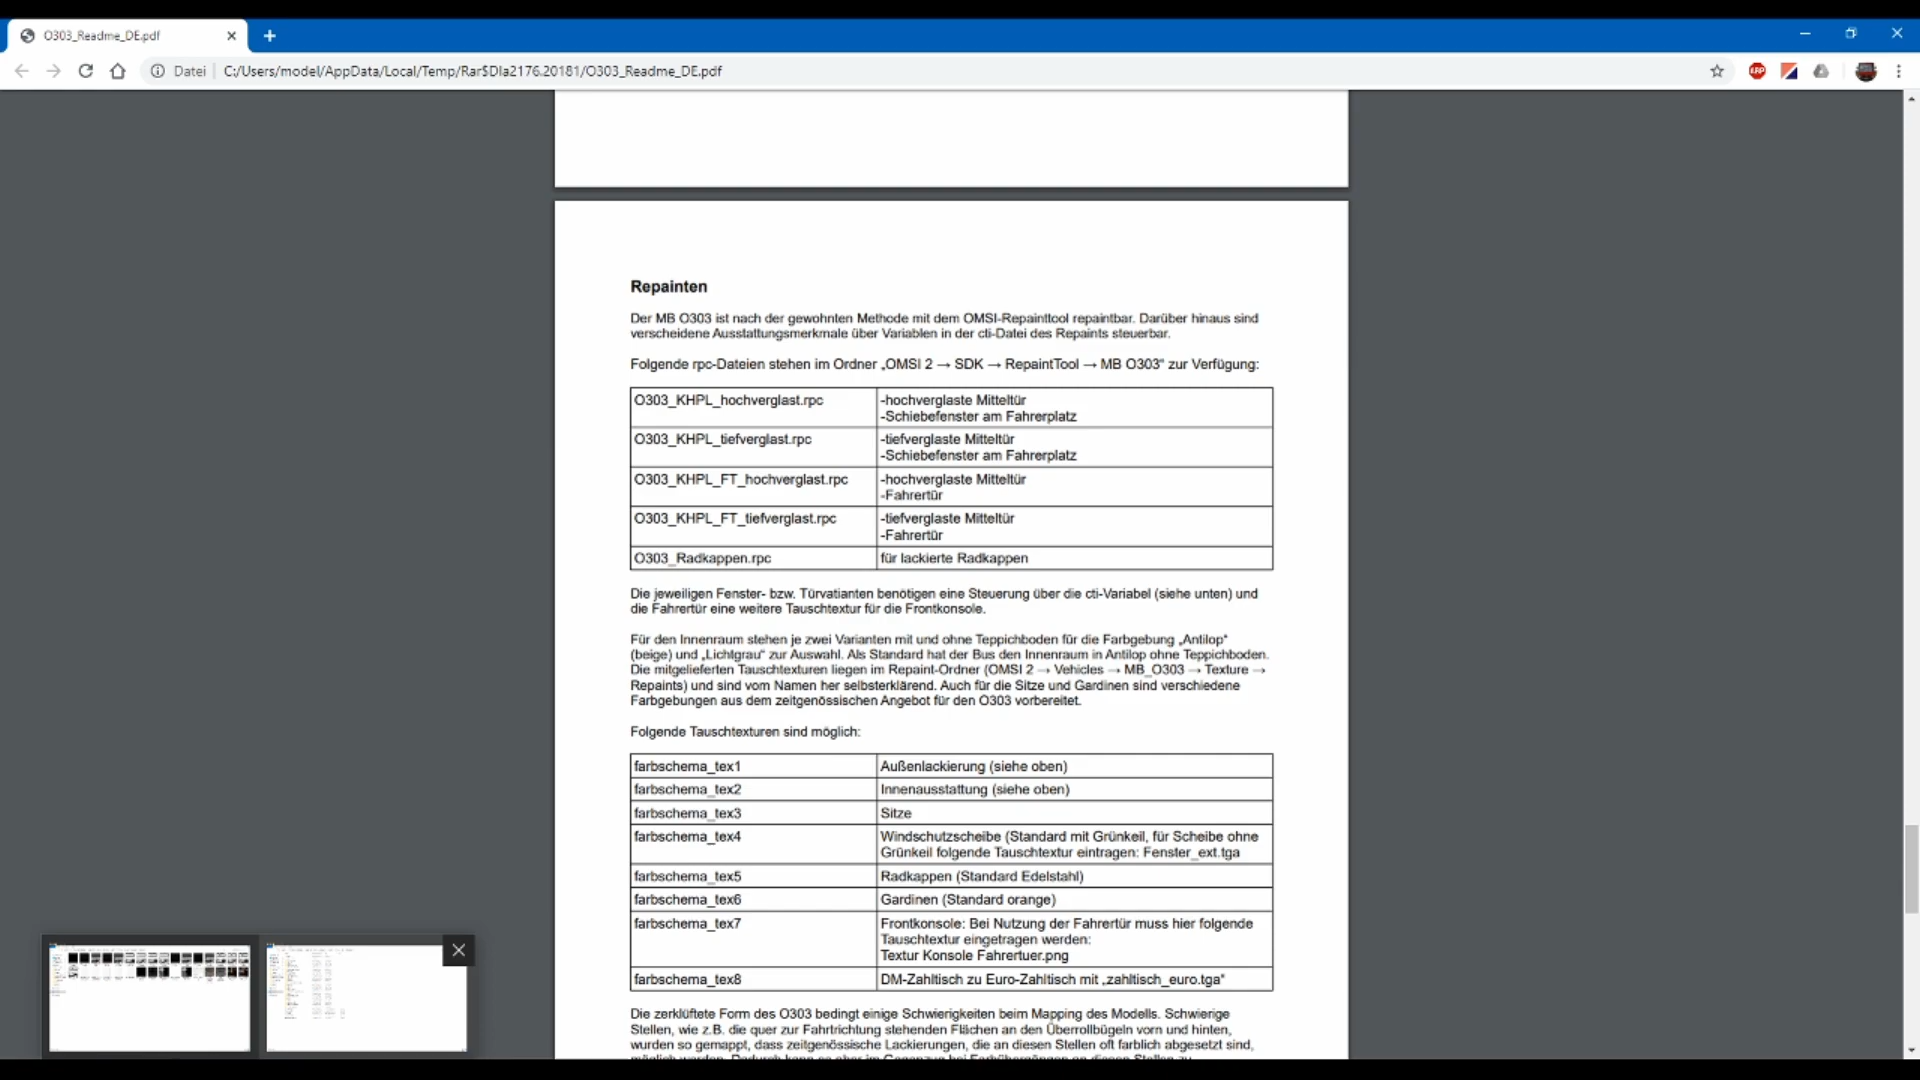 O303_Readme_DE.pdf
Datei
C:/Users/model/AppData/Local/Temp/Rar$DIa2176.20181/O303_Readme_DE.pdf
Repainten
Der MB O303 ist nach der gewohnten Methode mit dem OMSI-Repainttool repaintbar. Darüber hinaus sind
verscheidene Ausstattungsmerkmale über Variablen in der cti-Datei des Repaints steuerbar.
Folgende rpc-Dateien stehen im Ordner „OMSI 2 → SDK → RepaintTool → MB O303“ zur Verfügung:
O303_KHPL_hochverglast.rpc
-hochverglaste Mitteltür
-Schiebefenster am Fahrerplatz
O303_KHPL_tiefverglast.rpc
-tiefverglaste Mitteltür
-Schiebefenster am Fahrerplatz
O303_KHPL_FT_hochverglast.rpc
-hochverglaste Mitteltür
-Fahrertür
O303_KHPL_FT_tiefverglast.rpc
-tiefverglaste Mitteltür
-Fahrertür
O303_Radkappen.rpc
für lackierte Radkappen
Die jeweiligen Fenster- bzw. Türvatianten benötigen eine Steuerung über die cti-Variabel (siehe unten) und
die Fahrertür eine weitere Tauschtextur für die Frontkonsole.
Für den Innenraum stehen je zwei Varianten mit und ohne Teppichboden für die Farbgebung „Antilop“
(beige) und „Lichtgrau“ zur Auswahl. Als Standard hat der Bus den Innenraum in Antilop ohne Teppichboden.
Die mitgelieferten Tauschtexturen liegen im Repaint-Ordner (OMSI 2 → Vehicles → MB_O303 → Texture →
Repaints) und sind vom Namen her selbsterklärend. Auch für die Sitze und Gardinen sind verschiedene
Farbgebungen aus dem zeitgenössischen Angebot für den O303 vorbereitet.
Folgende Tauschtexturen sind möglich:
farbschema_tex1
Außenlackierung (siehe oben)
farbschema_tex2
Innenausstattung (siehe oben)
farbschema_tex3
Sitze
farbschema_tex4
Windschutzscheibe (Standard mit Grünkeil, für Scheibe ohne
Grünkeil folgende Tauschtextur eintragen: Fenster_ext.tga
farbschema_tex5
Radkappen (Standard Edelstahl)
farbschema_tex6
Gardinen (Standard orange)
farbschema_tex7
Frontkonsole: Bei Nutzung der Fahrertür muss hier folgende
Tauschtextur eingetragen werden:
Textur Konsole Fahrertuer.png
farbschema_tex8
DM-Zahltisch zu Euro-Zahltisch mit „zahltisch_euro.tga“
Die zerklüftete Form des O303 bedingt einige Schwierigkeiten beim Mapping des Modells. Schwierige
Stellen, wie z.B. die quer zur Fahrtrichtung stehenden Flächen an den Überrollbügeln vorn und hinten,
wurden so gemappt, dass zeitgenössische Lackierungen, die an diesen Stellen oft farblich abgesetzt sind,